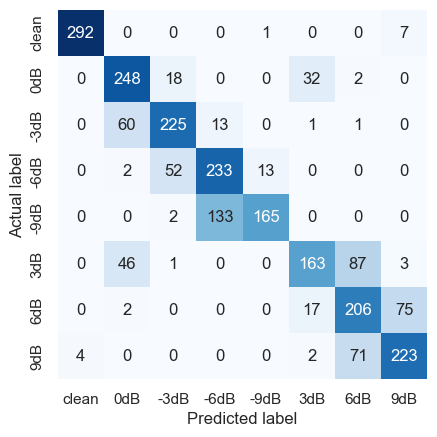 Actual label
clean 292 0 0 0 1 0 0 7
0dB 0 248 18 0 0 32 2 0
-3dB 0 60 225 13 0 1 1 0
-6dB 0 2 52 233 13 0 0 0
-9dB 0 0 2 133 165 0 0 0
3dB 0 46 1 0 0 163 87 3
6dB 0 2 0 0 0 17 206 75
9dB 4 0 0 0 0 2 71 223
clean 0dB -3dB -6dB -9dB 3dB 6dB 9dB
Predicted label